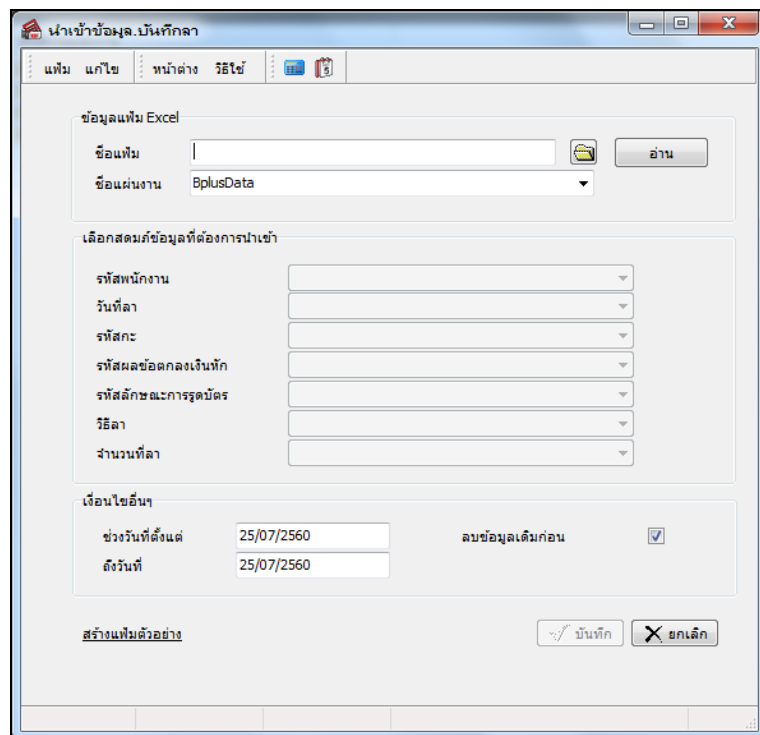 นำเข้าข้อมูล.บันทึกลา
แฟ้ม แก้ไข หน้าต่าง วิธีใช้
5
ข้อมูลแฟ้ม Excel
ชื่อแฟ้ม อ่าน
ชื่อแผ่นงาน BplusData
เลือกสดมภ์ข้อมูลที่ต้องการนำเข้า
รหัสพนักงาน
วันที่ลา
รหัสกะ
รหัสผลข้อตกลงเงินหัก
รหัสลักษณะการรูดบัตร
วิธีลา
จำนวนที่ลา
เงื่อนไขอื่นๆ
ช่วงวันที่ตั้งแต่ 25/07/2560 ลบข้อมูลเดิมก่อน
ถึงวันที่ 25/07/2560
สร้างแฟ้มตัวอย่าง บันทึก ยกเลิก